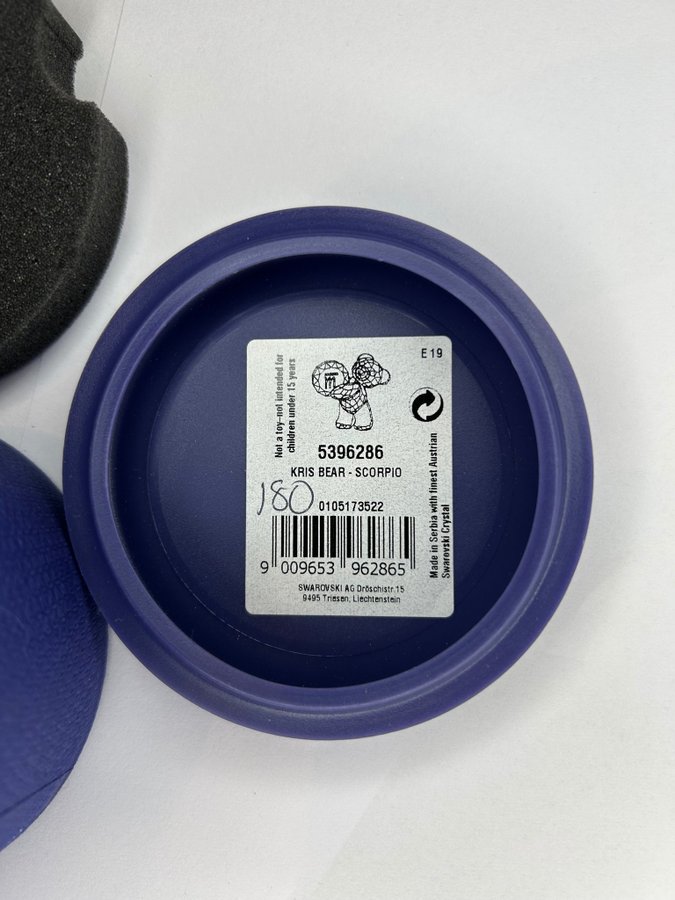 Not a toy–not intended for
children under 15 years
E 19
5396286
KRIS BEAR - SCORPIO
180
0105173522
9 009653 962865
SWAROVSKI AG Dröschistr.15
9495 Triesen, Liechtenstein
Made in Serbia with finest Austrian
Swarovski Crystal